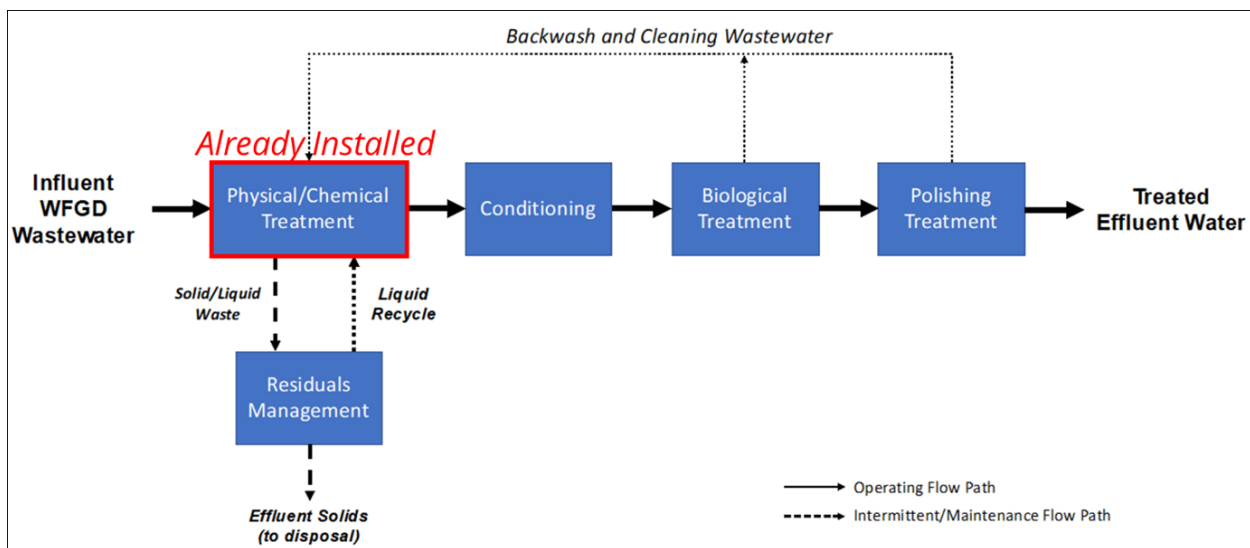 Backwash and Cleaning Wastewater
Already Installed
Influent
WFGD
Wastewater
Physical/Chemical
Treatment
Conditioning
Biological
Treatment
Polishing
Treatment
Treated
Effluent Water
Solid/Liquid
Waste
Liquid
Recycle
Residuals
Management
Effluent Solids
(to disposal)
Operating Flow Path
Intermittent/Maintenance Flow Path